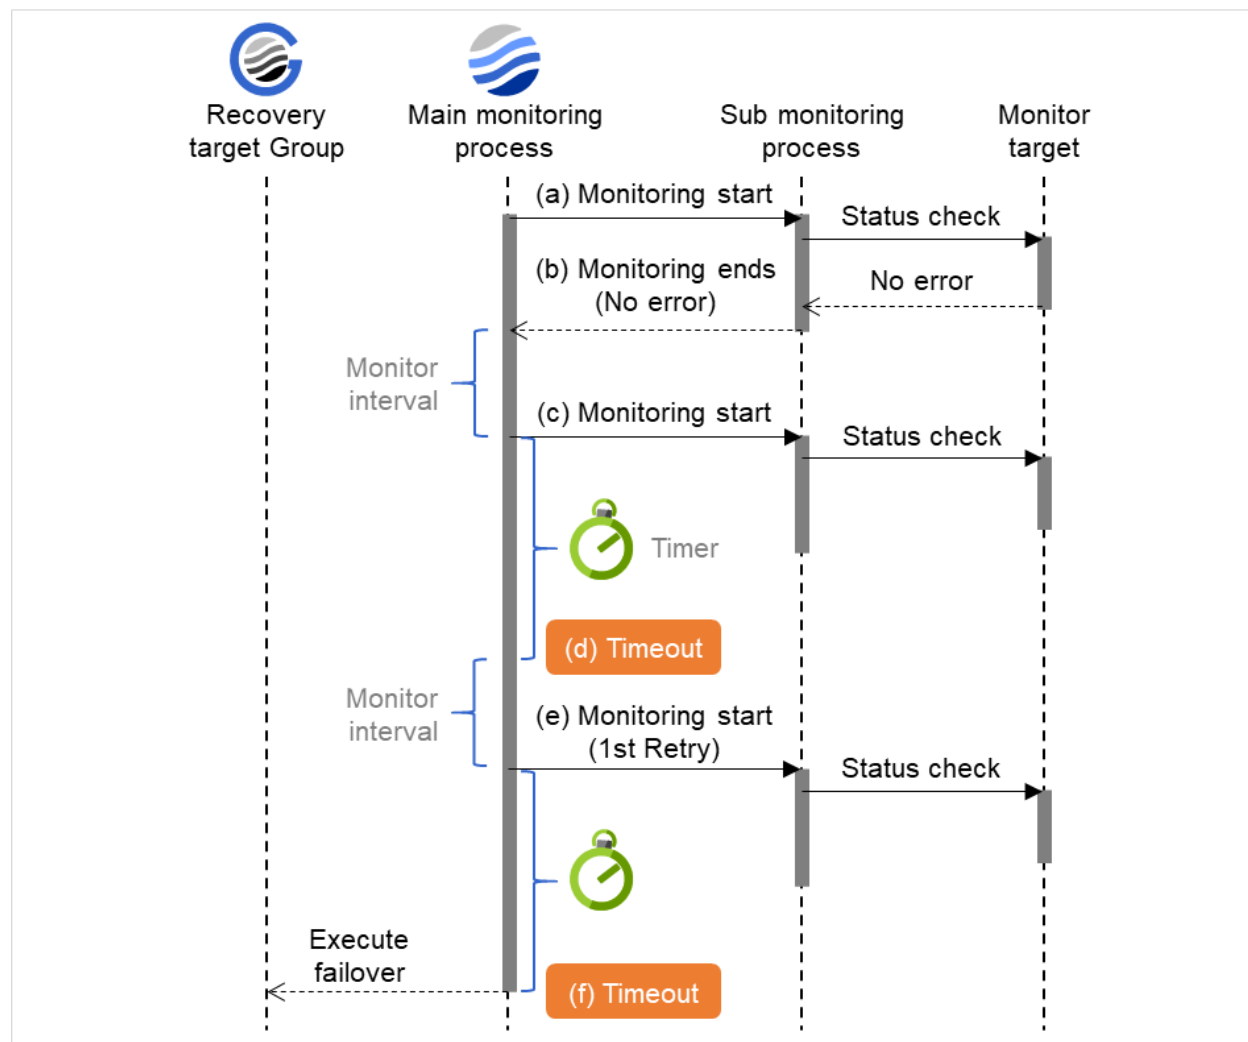 Recovery
target Group
Main monitoring
process
Sub monitoring
process
Monitor
target
(a) Monitoring start
Status check
(b) Monitoring ends
(No error)
No error
Monitor
interval
(c) Monitoring start
Status check
Timer
(d) Timeout
Monitor
interval
(e) Monitoring start
(1st Retry)
Status check
Execute
failover
(f) Timeout